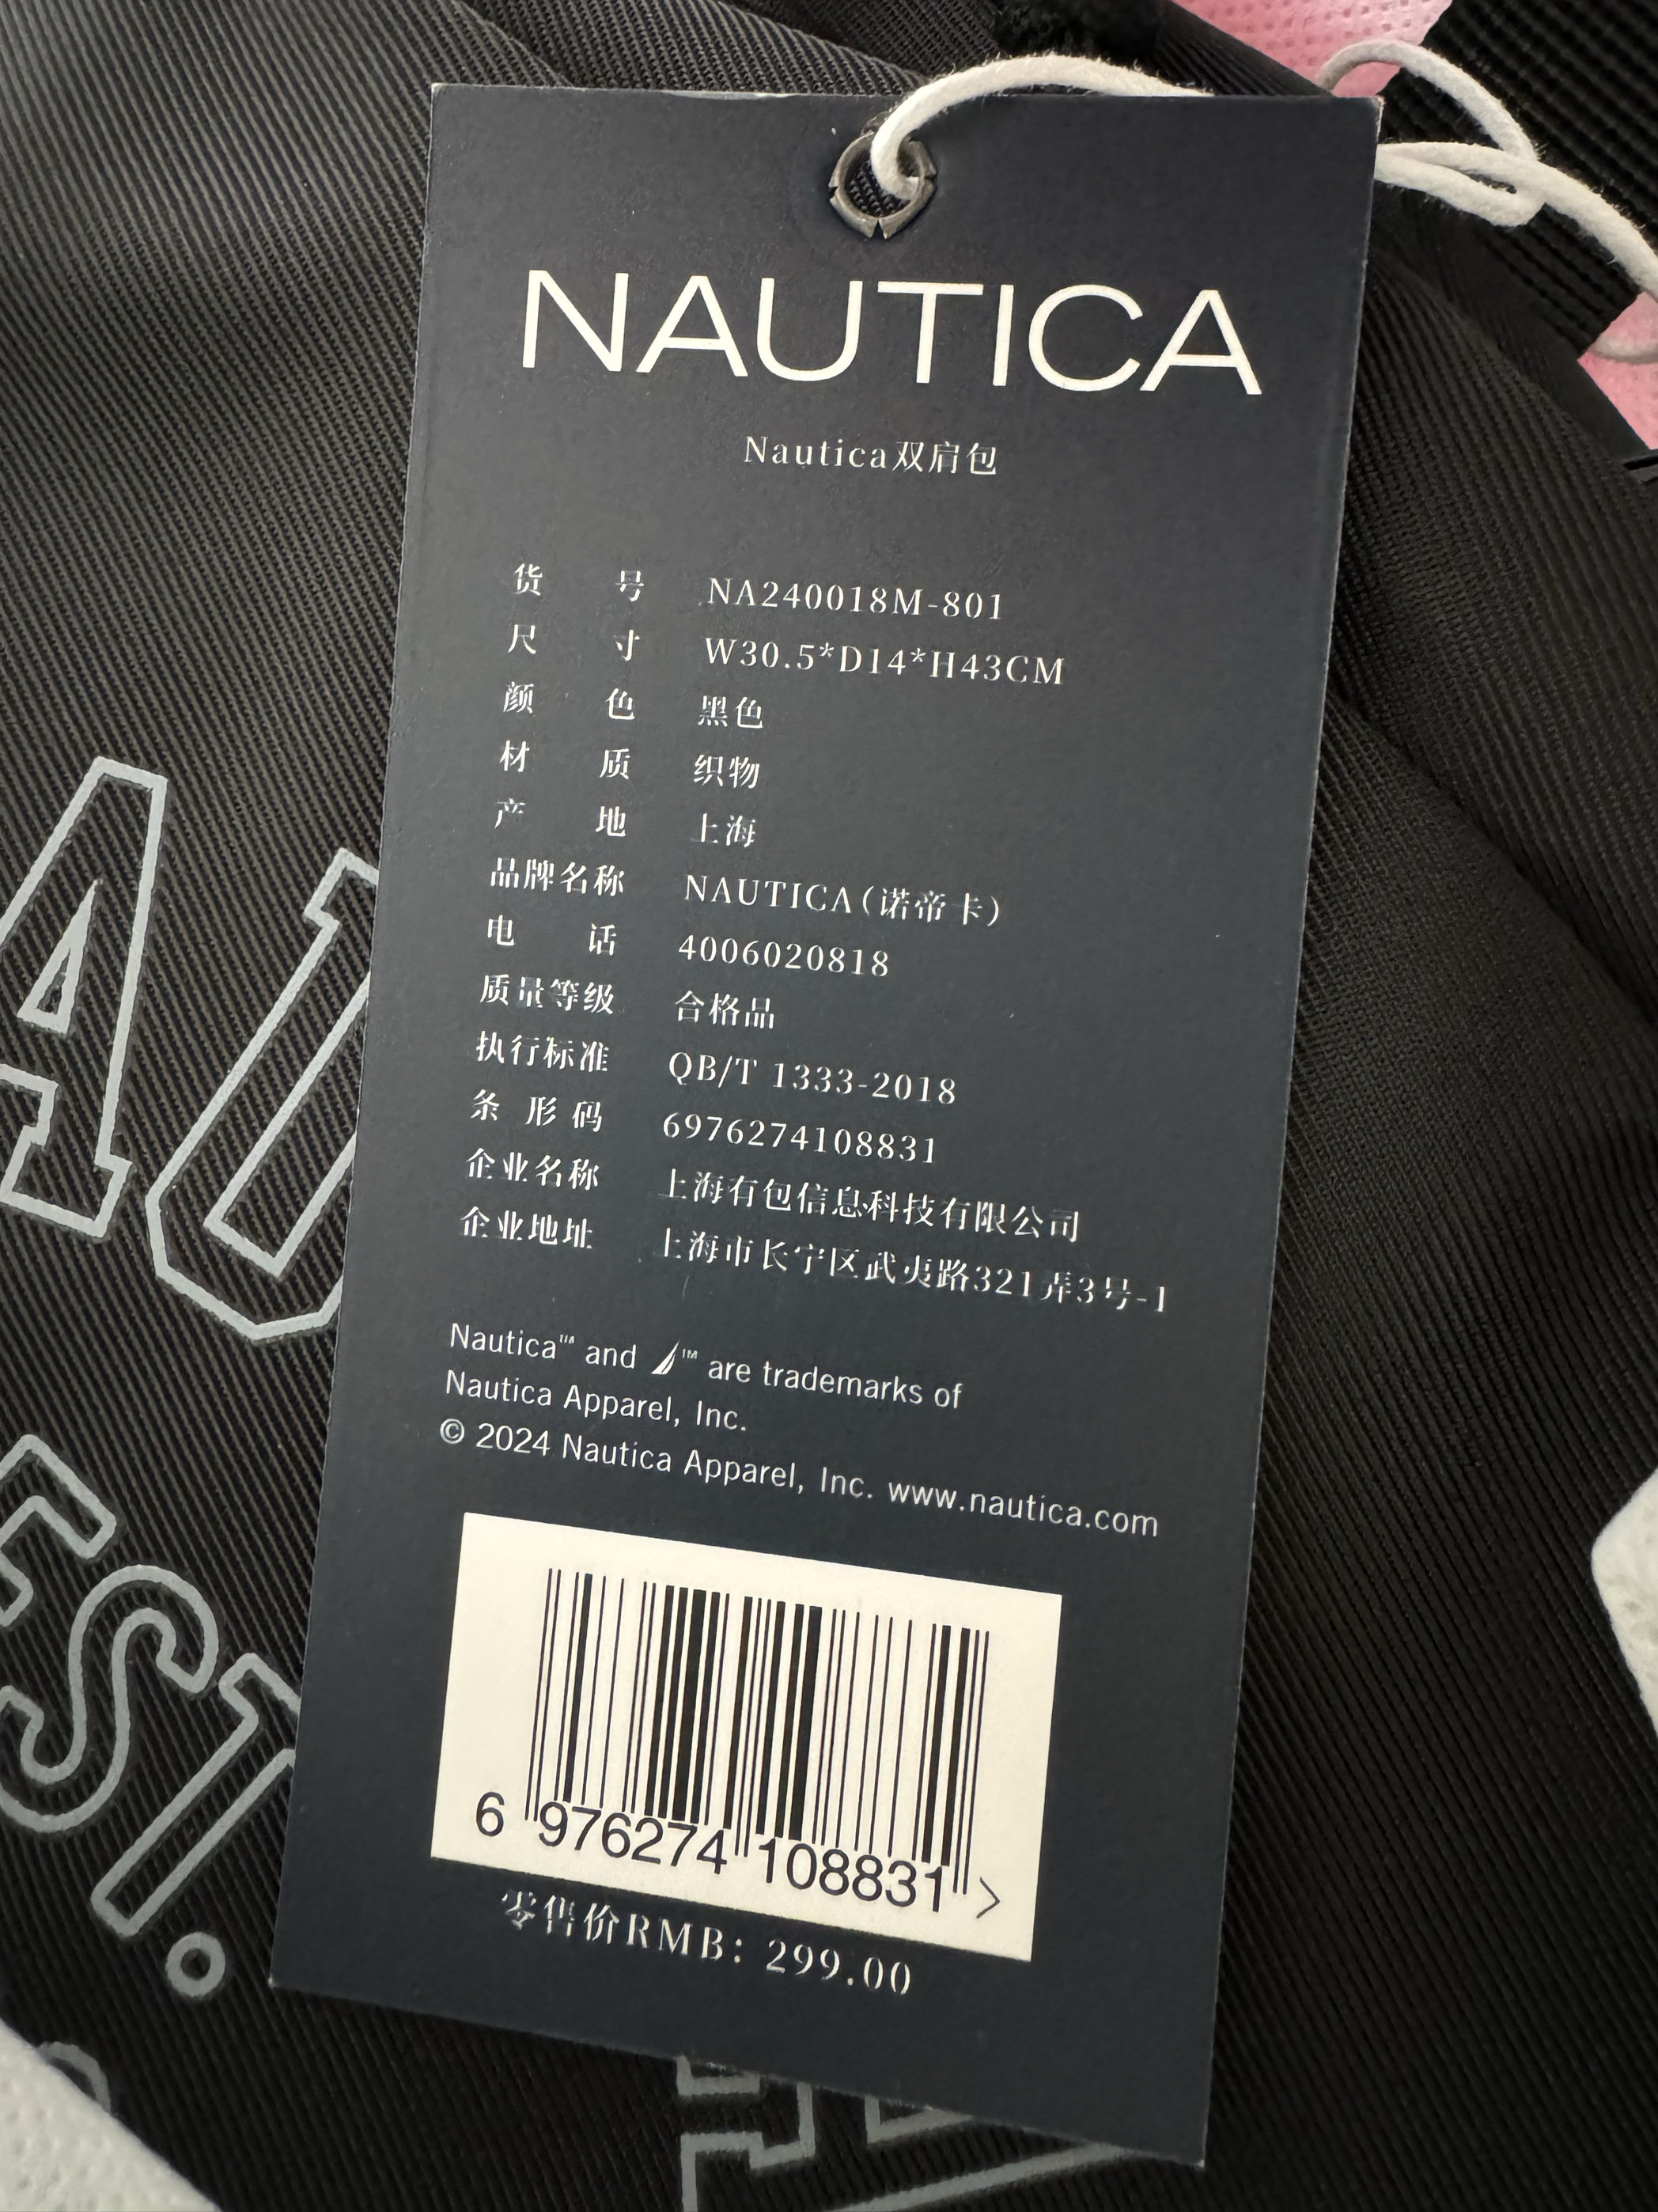 NAUTICA
Nautica双肩包
货号 NA240018M-801
尺寸 W30.5*D14*H43CM
颜色 黑色
材质 织物
产地 上海
品牌名称 NAUTICA(诺帝卡)
电话 4006020818
质量等级 合格品
执行标准 QB/T 1333-2018
条形码 6976274108831
企业名称 上海有包信息科技有限公司
企业地址 上海市长宁区武夷路321弄3号-1
Nautica™ and ™ are trademarks of
Nautica Apparel, Inc.
© 2024 Nautica Apparel, Inc. www.nautica.com
6 976274 108831 >
零售价RMB: 299.00
AU
EST.